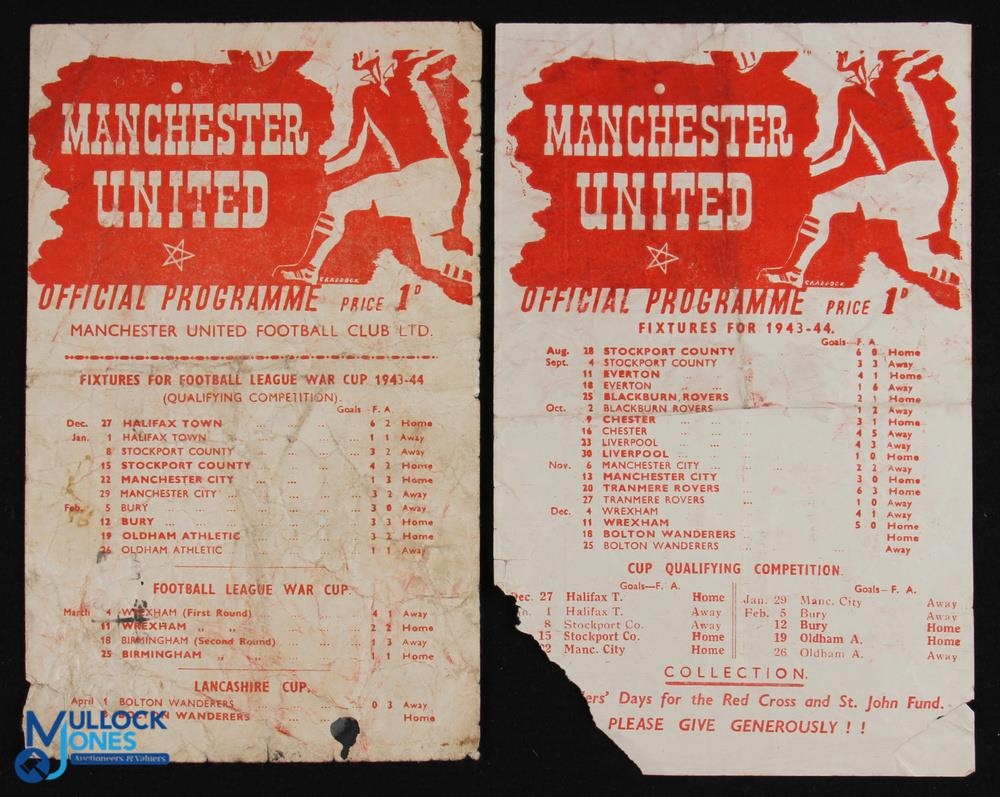 MANCHESTER
UNITED
CRADDOCK
OFFICIAL PROGRAMME PRICE 1D
MANCHESTER UNITED FOOTBALL CLUB LTD.
FIXTURES FOR FOOTBALL LEAGUE WAR CUP 1943-44
(QUALIFYING COMPETITION).
Goals - F. A.
Dec. 27 HALIFAX TOWN ... ... ... 6 2 Home
Jan. 1 HALIFAX TOWN ... ... ... 1 1 Away
8 STOCKPORT COUNTY ... ... 3 2 Away
15 STOCKPORT COUNTY ... ... 4 2 Home
22 MANCHESTER CITY ... ... 1 3 Home
29 MANCHESTER CITY ... ... ... 3 2 Away
Feb. 5 BURY ... ... ... ... 3 0 Away
12 BURY ... ... ... ... 3 3 Home
19 OLDHAM ATHLETIC ... ... 3 2 Home
26 OLDHAM ATHLETIC ... ... 1 1 Away
FOOTBALL LEAGUE WAR CUP.
March 4 WREXHAM (First Round) ... ... 4 1 Away
11 WREXHAM „ „ ... ... 2 2 Home
18 BIRMINGHAM (Second Round) ... 1 3 Away
25 BIRMINGHAM „ „ ... 1 1 Home
LANCASHIRE CUP.
April 1 BOLTON WANDERERS ... ... 0 3 Away
WANDERERS ... Home
MULLOCK
JONES
Auctioneers & Valuers
MANCHESTER
UNITED
CRADDOCK
OFFICIAL PROGRAMME PRICE 1D
FIXTURES FOR 1943-44.
Goals—F. A.
Aug. 28 STOCKPORT COUNTY ... ... 6 0 Home
Sept. 4 STOCKPORT COUNTY ... ... 3 3 Away
11 EVERTON ... ... ... 4 1 Home
18 EVERTON ... ... ... 1 6 Away
25 BLACKBURN ROVERS ... ... 2 1 Home
Oct. 2 BLACKBURN ROVERS ... ... 1 2 Away
9 CHESTER ... ... ... 3 1 Home
16 CHESTER ... ... ... 4 5 Away
23 LIVERPOOL ... ... ... 4 3 Away
30 LIVERPOOL ... ... ... 1 0 Home
Nov. 6 MANCHESTER CITY ... ... 2 2 Away
13 MANCHESTER CITY ... ... 3 0 Home
20 TRANMERE ROVERS ... ... 6 3 Home
27 TRANMERE ROVERS ... ... 1 0 Away
Dec. 4 WREXHAM ... ... ... 4 1 Away
11 WREXHAM ... ... ... 5 0 Home
18 BOLTON WANDERERS ... ... Home
25 BOLTON WANDERERS ... ... Away
CUP QUALIFYING COMPETITION.
Goals—F. A.
Dec. 27 Halifax T. Home
1 Halifax T. Away
8 Stockport Co. Away
15 Stockport Co. Home
2 Manc. City Home
Goals—F. A.
Jan. 29 Manc. City Away
Feb. 5 Bury Away
12 Bury Home
19 Oldham A. Home
26 Oldham A. Away
COLLECTION.
ers' Days for the Red Cross and St. John Fund.
PLEASE GIVE GENEROUSLY ! !